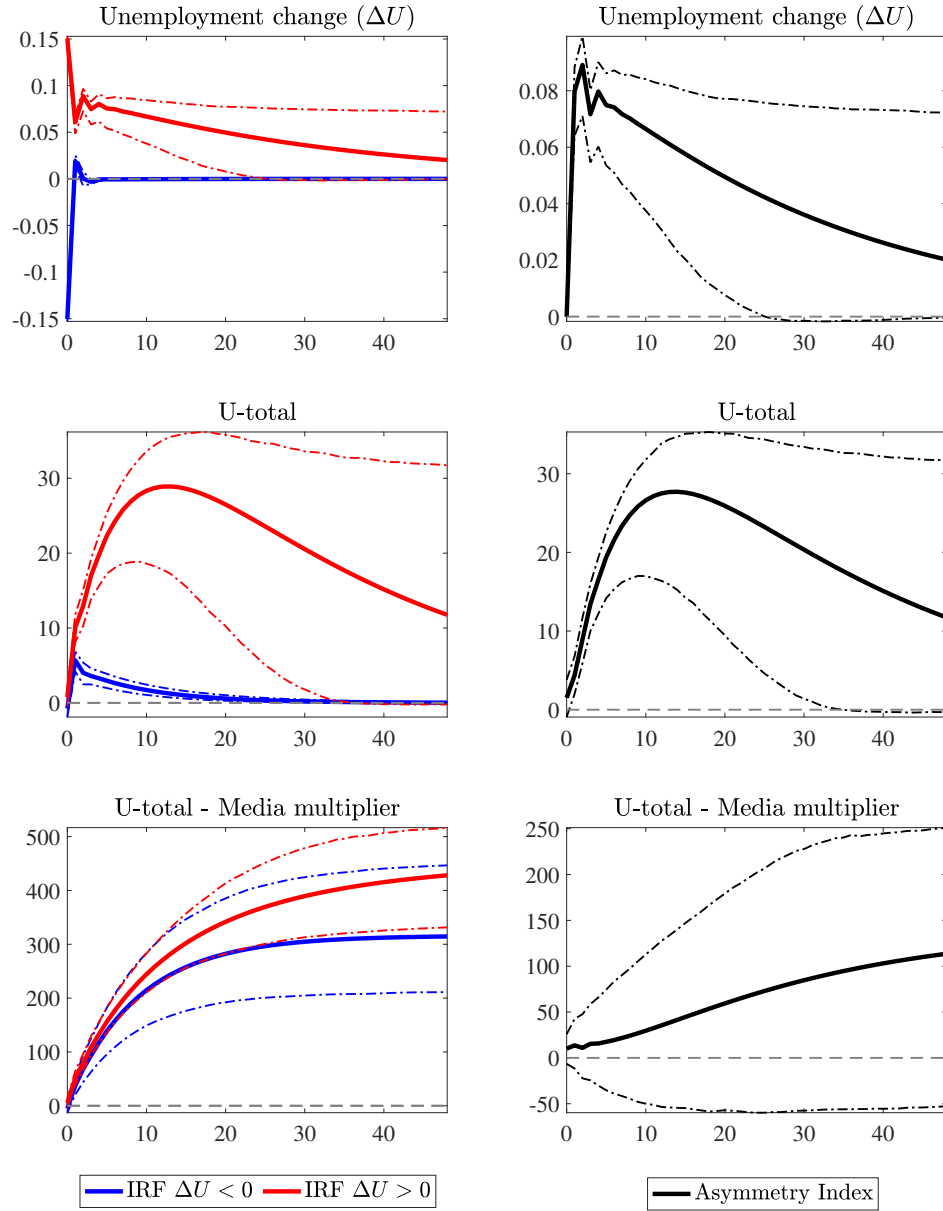 Unemployment change (ΔU)
0.15
0.1
0.05
0
-0.05
-0.1
-0.15
0 10 20 30 40
Unemployment change (ΔU)
0.08
0.06
0.04
0.02
0
0 10 20 30 40
U-total
30
20
10
0
0 10 20 30 40
U-total
30
20
10
0
0 10 20 30 40
U-total - Media multiplier
500
400
300
200
100
0
0 10 20 30 40
U-total - Media multiplier
250
200
150
100
50
0
-50
0 10 20 30 40
IRF ΔU < 0 IRF ΔU > 0
Asymmetry Index